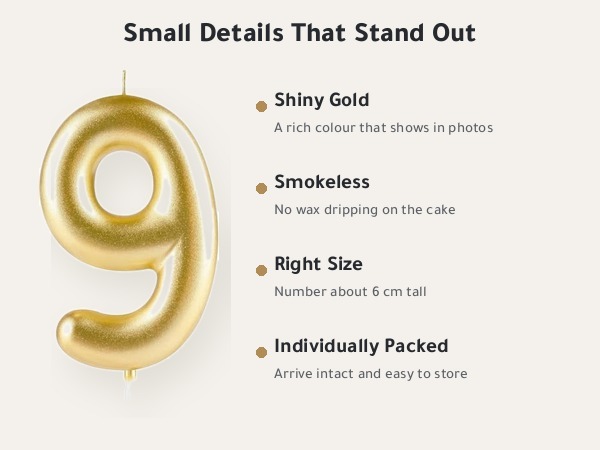 Small Details That Stand Out
Shiny Gold
A rich colour that shows in photos
Smokeless
No wax dripping on the cake
Right Size
Number about 6 cm tall
Individually Packed
Arrive intact and easy to store